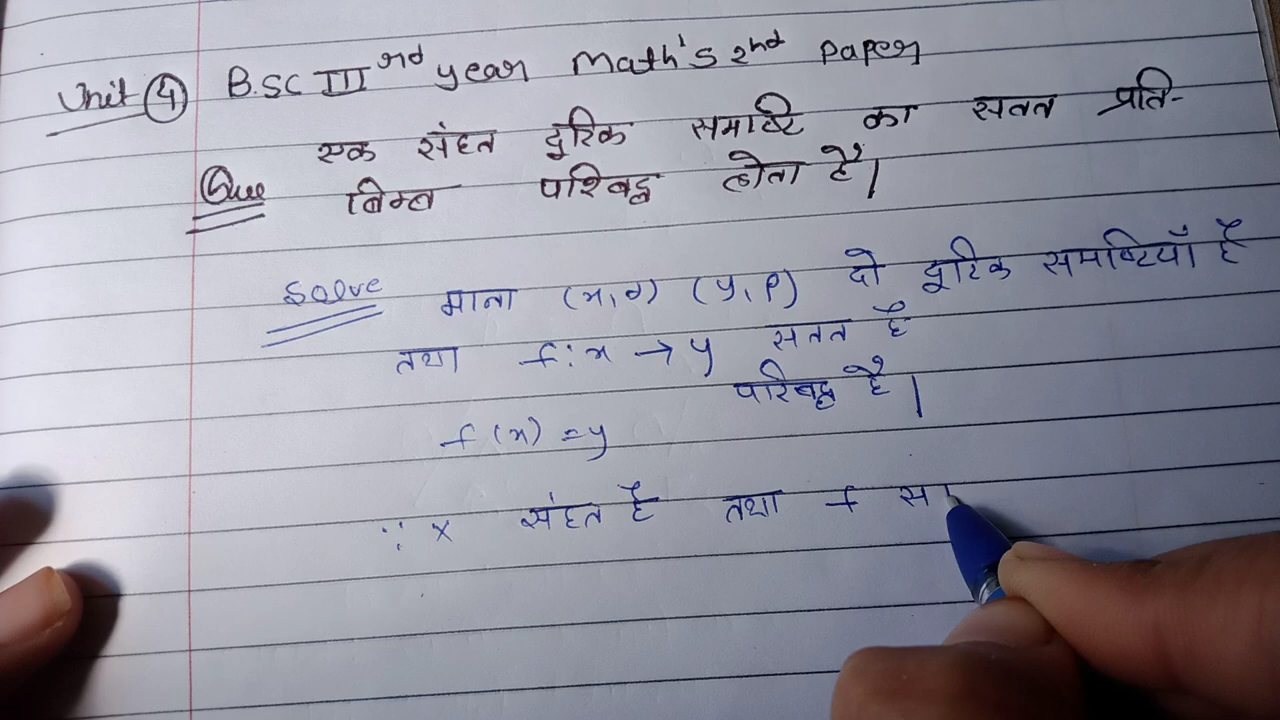 Unit ④ B.SC III rd year Math's 2nd Paper
एक संहत दूरिक समष्टि का सतत प्रति-
Que बिम्ब परिबद्ध होता है।
Solve माना (x, d) (y, ρ) दो दूरिक समष्टियाँ है
तथा f: x → y सतत है
परिबद्ध है।
f(x) = y
∵ x संहत है तथा f स